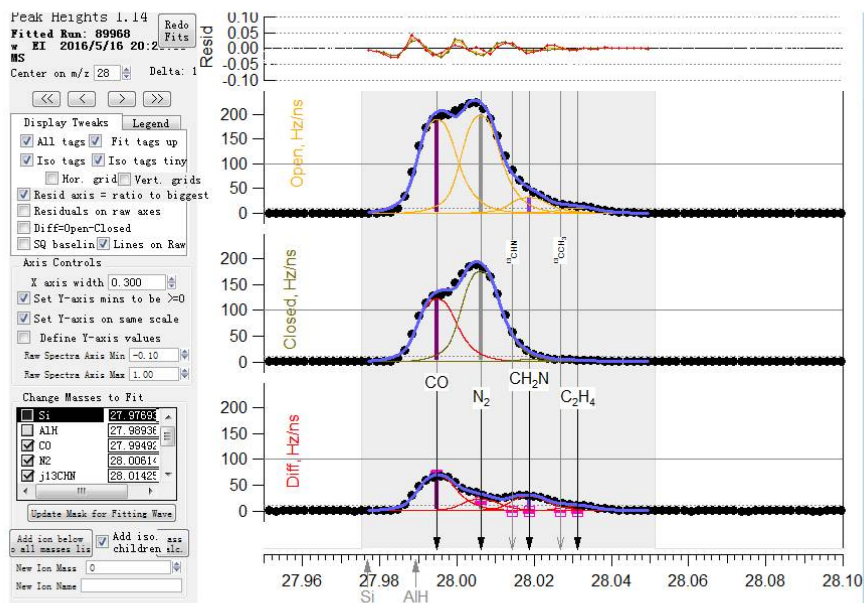 Peak Heights 1.14
Fitted Run: 89968
w EI 2016/5/16
MS
Redo Fits
Center on m/z 28 Delta: 1
<< < > >>
Display Tweaks Legend
All tags Fit tags up
Iso tags Iso tags tiny
Hor. grid Vert. grids
Resid axis = ratio to biggest
Residuals on raw axes
Diff=Open-Closed
SQ baselin Lines on Raw
Axis Controls
X axis width 0.300
Set Y-axis mins to be >=0
Set Y-axis on same scale
Define Y-axis values
Raw Spectra Axis Min -0.10
Raw Spectra Axis Max 1.00
Change Masses to Fit
Si 27.97693
AlH 27.98936
CO 27.99492
N2 28.00614
j13CHN 28.01425
Update Mask for Fitting Wave
Add ion below
o all masses lis
Add iso. ass
children lc.
New Ion Mass 0
New Ion Name
Resid
0.10
0.05
0.00
-0.05
-0.10
Open, Hz/ns
200
150
100
50
0
j13CHN
j13CCH3
Closed, Hz/ns
200
150
100
50
0
CO
N2
CH2N
C2H4
Diff, Hz/ns
200
150
100
50
0
27.96 27.98 28.00 28.02 28.04 28.06 28.08 28.10
Si AlH